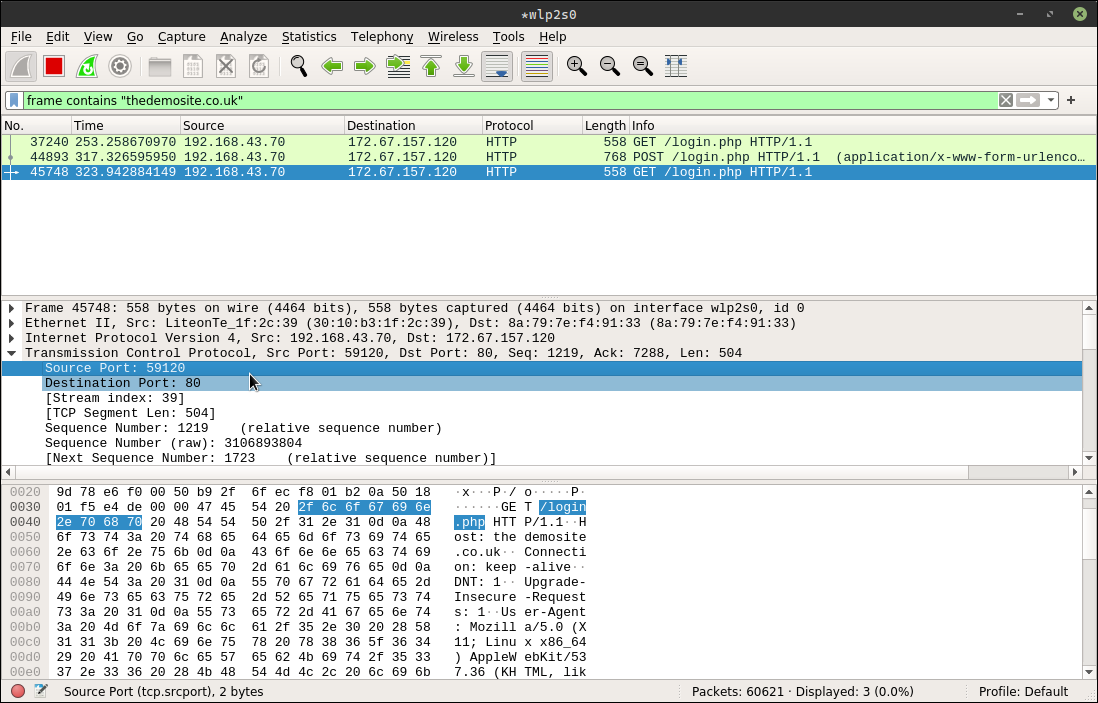 *wlp2s0
File Edit View Go Capture Analyze Statistics Telephony Wireless Tools Help
frame contains "thedemosite.co.uk"
No. Time Source Destination Protocol Length Info
37240 253.258670970 192.168.43.70 172.67.157.120 HTTP 558 GET /login.php HTTP/1.1
44893 317.326595950 192.168.43.70 172.67.157.120 HTTP 768 POST /login.php HTTP/1.1 (application/x-www-form-urlenco…
45748 323.942884149 192.168.43.70 172.67.157.120 HTTP 558 GET /login.php HTTP/1.1
Frame 45748: 558 bytes on wire (4464 bits), 558 bytes captured (4464 bits) on interface wlp2s0, id 0
Ethernet II, Src: LiteonTe_1f:2c:39 (30:10:b3:1f:2c:39), Dst: 8a:79:7e:f4:91:33 (8a:79:7e:f4:91:33)
Internet Protocol Version 4, Src: 192.168.43.70, Dst: 172.67.157.120
Transmission Control Protocol, Src Port: 59120, Dst Port: 80, Seq: 1219, Ack: 7288, Len: 504
Source Port: 59120
Destination Port: 80
[Stream index: 39]
[TCP Segment Len: 504]
Sequence Number: 1219 (relative sequence number)
Sequence Number (raw): 3106893804
[Next Sequence Number: 1723 (relative sequence number)]
0020 9d 78 e6 f0 00 50 b9 2f 6f ec f8 01 b2 0a 50 18 ·x···P·/ o·····P·
0030 01 f5 e4 de 00 00 47 45 54 20 2f 6c 6f 67 69 6e ······GE T /login
0040 2e 70 68 70 20 48 54 54 50 2f 31 2e 31 0d 0a 48 .php HTT P/1.1··H
0050 6f 73 74 3a 20 74 68 65 64 65 6d 6f 73 69 74 65 ost: the demosite
0060 2e 63 6f 2e 75 6b 0d 0a 43 6f 6e 6e 65 63 74 69 .co.uk·· Connecti
0070 6f 6e 3a 20 6b 65 65 70 2d 61 6c 69 76 65 0d 0a on: keep -alive··
0080 44 4e 54 3a 20 31 0d 0a 55 70 67 72 61 64 65 2d DNT: 1·· Upgrade-
0090 49 6e 73 65 63 75 72 65 2d 52 65 71 75 65 73 74 Insecure -Request
00a0 73 3a 20 31 0d 0a 55 73 65 72 2d 41 67 65 6e 74 s: 1··Us er-Agent
00b0 3a 20 4d 6f 7a 69 6c 6c 61 2f 35 2e 30 20 28 58 : Mozill a/5.0 (X
00c0 31 31 3b 20 4c 69 6e 75 78 20 78 38 36 5f 36 34 11; Linu x x86_64
00d0 29 20 41 70 70 6c 65 57 65 62 4b 69 74 2f 35 33 ) AppleW ebKit/53
00e0 37 2e 33 36 20 28 4b 48 54 4d 4c 2c 20 6c 69 6b 7.36 (KH TML, lik
Source Port (tcp.srcport), 2 bytes Packets: 60621 · Displayed: 3 (0.0%) Profile: Default